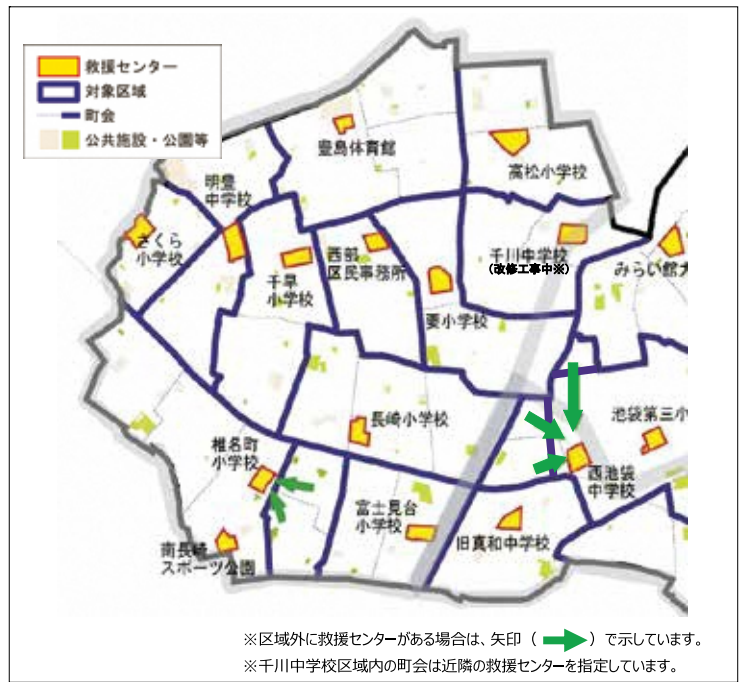 救援センター
対象区域
町会
公共施設・公園等
豊島体育館
高松小学校
明豊
中学校
さくら
小学校
千早
小学校
西部
区民事務所
要小学校
千川中学校
(改修工事中※)
みらい館大
長崎小学校
池袋第三小
椎名町
小学校
西池袋
中学校
富士見台
小学校
旧真和中学校
南長崎
スポーツ公園
※区域外に救援センターがある場合は、矢印（　）で示しています。
※千川中学校区域内の町会は近隣の救援センターを指定しています。